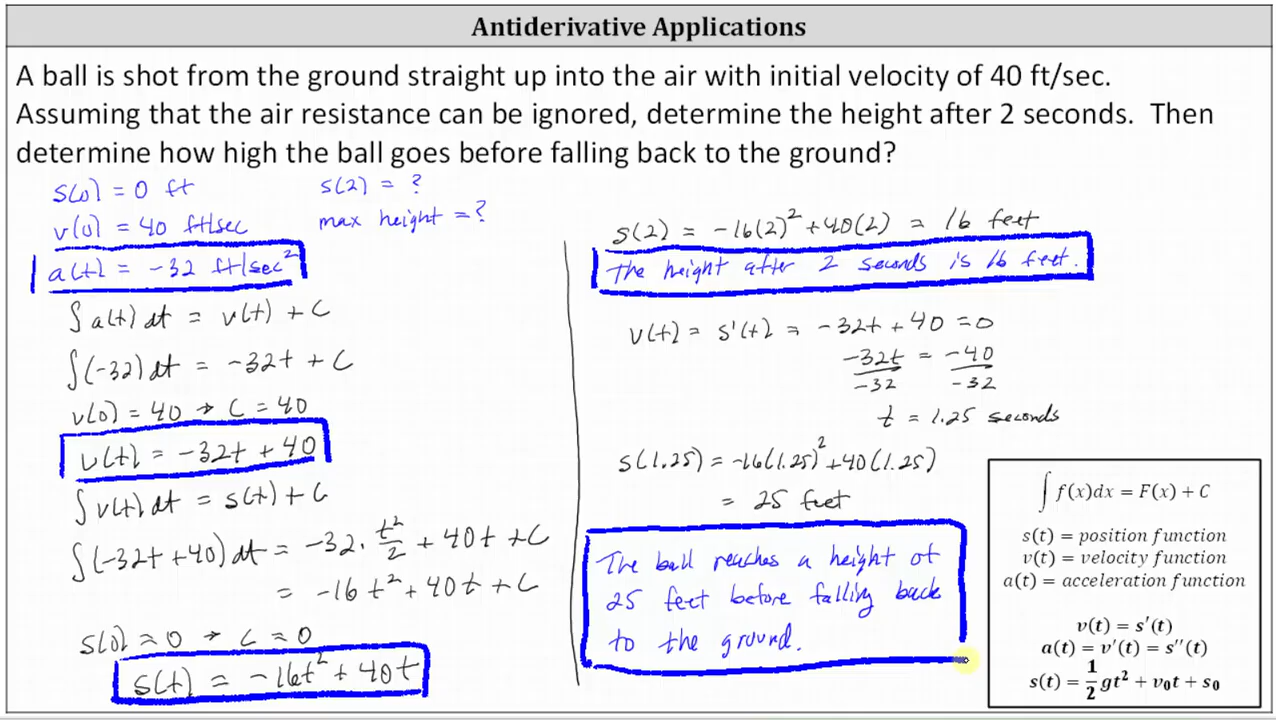 Antiderivative Applications
A ball is shot from the ground straight up into the air with initial velocity of 40 ft/sec.
Assuming that the air resistance can be ignored, determine the height after 2 seconds.  Then
determine how high the ball goes before falling back to the ground?
s(0) = 0 ft
v(0) = 40 ft/sec
a(t) = -32 ft/sec²
s(2) = ?
max height = ?
∫ a(t) dt = v(t) + C
∫(-32) dt = -32t + C
v(0) = 40 → C = 40
v(t) = -32t + 40
∫ v(t) dt = s(t) + C
∫(-32t + 40) dt = -32 · t²/2 + 40t + C
= -16t² + 40t + C
s(0) = 0 → C = 0
s(t) = -16t² + 40t
s(2) = -16(2)² + 40(2) = 16 feet
The height after 2 seconds is 16 feet.
v(t) = s'(t) = -32t + 40 = 0
-32t = -40
-32 -32
t = 1.25 seconds
s(1.25) = -16(1.25)² + 40(1.25)
= 25 feet
The ball reaches a height of
25 feet before falling back
to the ground.
∫ f(x)dx = F(x) + C
s(t) = position function
v(t) = velocity function
a(t) = acceleration function
v(t) = s′(t)
a(t) = v′(t) = s′′(t)
s(t) = 1/2 gt² + v₀t + s₀